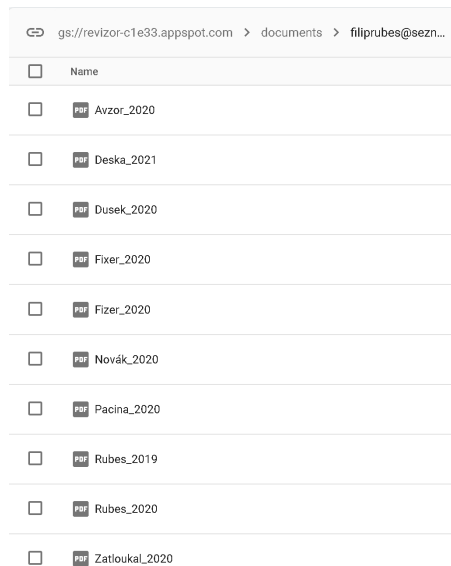 gs://revizor-c1e33.appspot.com > documents > filiprubes@sezn...
Name
PDF Avzor_2020
PDF Deska_2021
PDF Dusek_2020
PDF Fixer_2020
PDF Fizer_2020
PDF Novák_2020
PDF Pacina_2020
PDF Rubes_2019
PDF Rubes_2020
PDF Zatloukal_2020